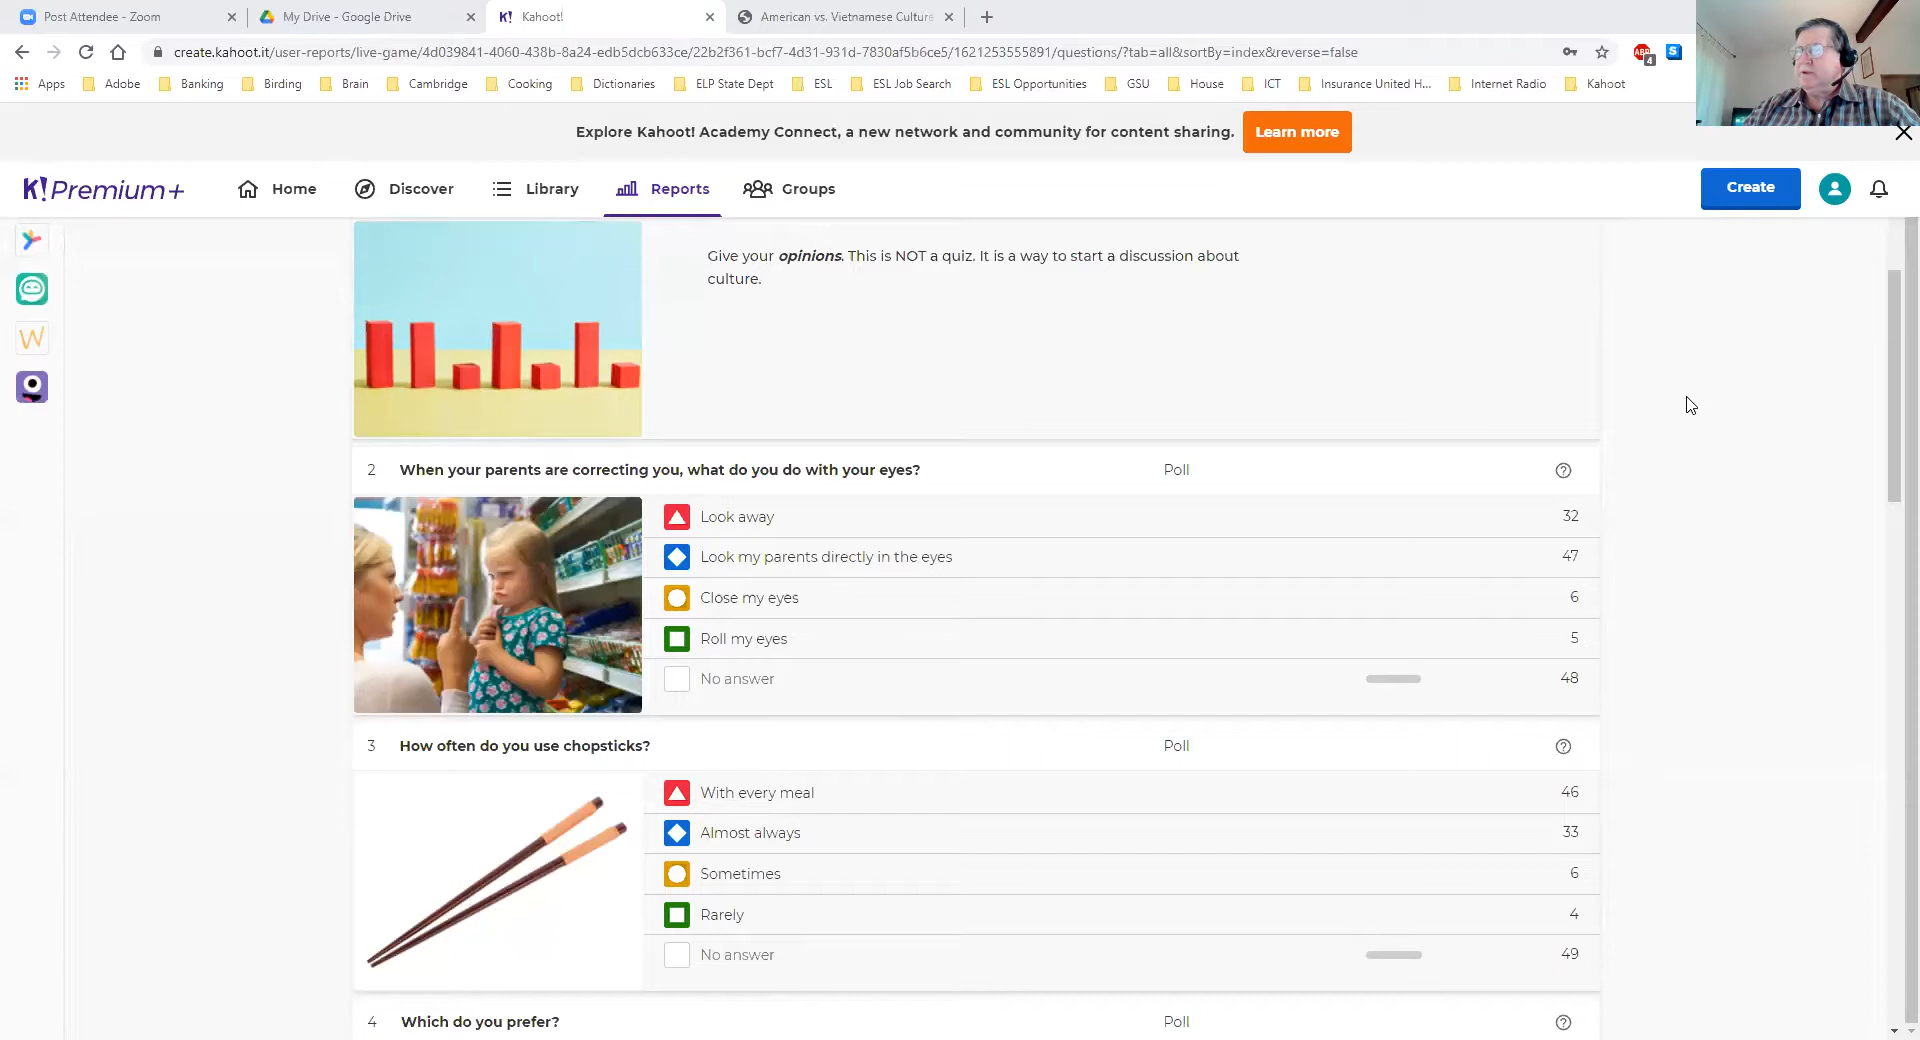 Post Attendee - Zoom
My Drive - Google Drive
K! Kahoot!
American vs. Vietnamese Culture
create.kahoot.it/user-reports/live-game/4d039841-4060-438b-8a24-edb5dcb633ce/22b2f361-bcf7-4d31-931d-7830af5b6ce5/1621253555891/questions/?tab=all&sortBy=index&reverse=false
ABP 4
S
Apps Adobe Banking Birding Brain Cambridge Cooking Dictionaries ELP State Dept ESL ESL Job Search ESL Opportunities GSU House ICT Insurance United H... Internet Radio Kahoot
Explore Kahoot! Academy Connect, a new network and community for content sharing. Learn more
K!Premium+ Home Discover Library Reports Groups Create
W
Give your opinions. This is NOT a quiz. It is a way to start a discussion about
culture.
2 When your parents are correcting you, what do you do with your eyes? Poll
Look away 32
Look my parents directly in the eyes 47
Close my eyes 6
Roll my eyes 5
No answer 48
3 How often do you use chopsticks? Poll
With every meal 46
Almost always 33
Sometimes 6
Rarely 4
No answer 49
4 Which do you prefer? Poll